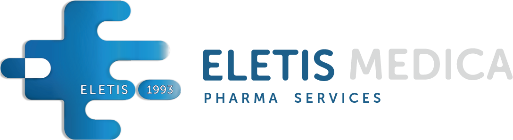 ELETIS 1993
ELETIS MEDICA
PHARMA SERVICES